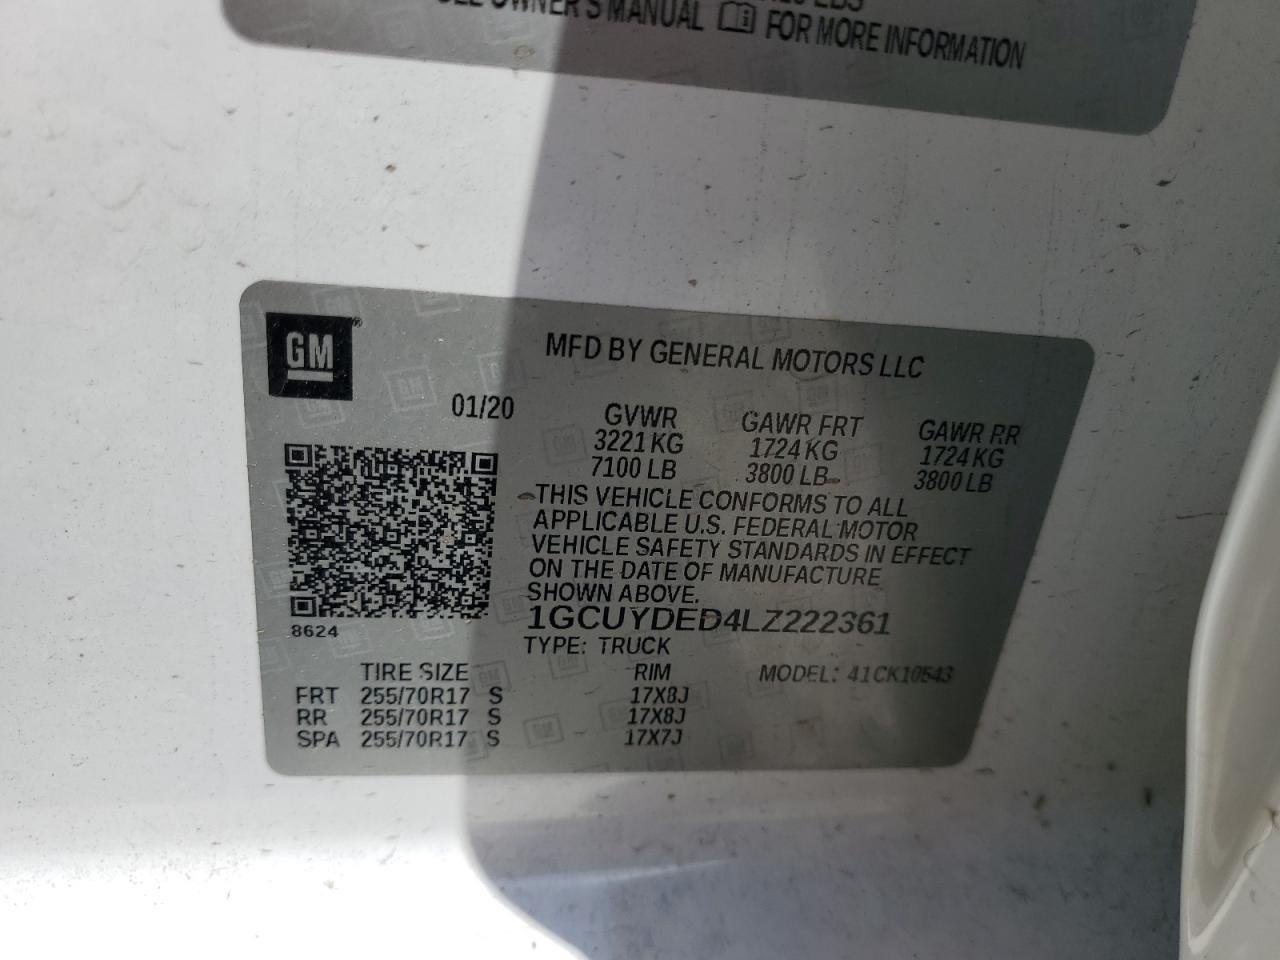 OWNER'S MANUAL FOR MORE INFORMATION
GM®
MFD BY GENERAL MOTORS LLC
01/20
GVWR GAWR FRT GAWR RR
3221 KG 1724 KG 1724 KG
7100 LB 3800 LB 3800 LB
THIS VEHICLE CONFORMS TO ALL
APPLICABLE U.S. FEDERAL MOTOR
VEHICLE SAFETY STANDARDS IN EFFECT
ON THE DATE OF MANUFACTURE
SHOWN ABOVE.
1GCUYDED4LZ222361
8624
TYPE: TRUCK
TIRE SIZE RIM MODEL: 41CK10543
FRT 255/70R17 S 17X8J
RR 255/70R17 S 17X8J
SPA 255/70R17 S 17X7J